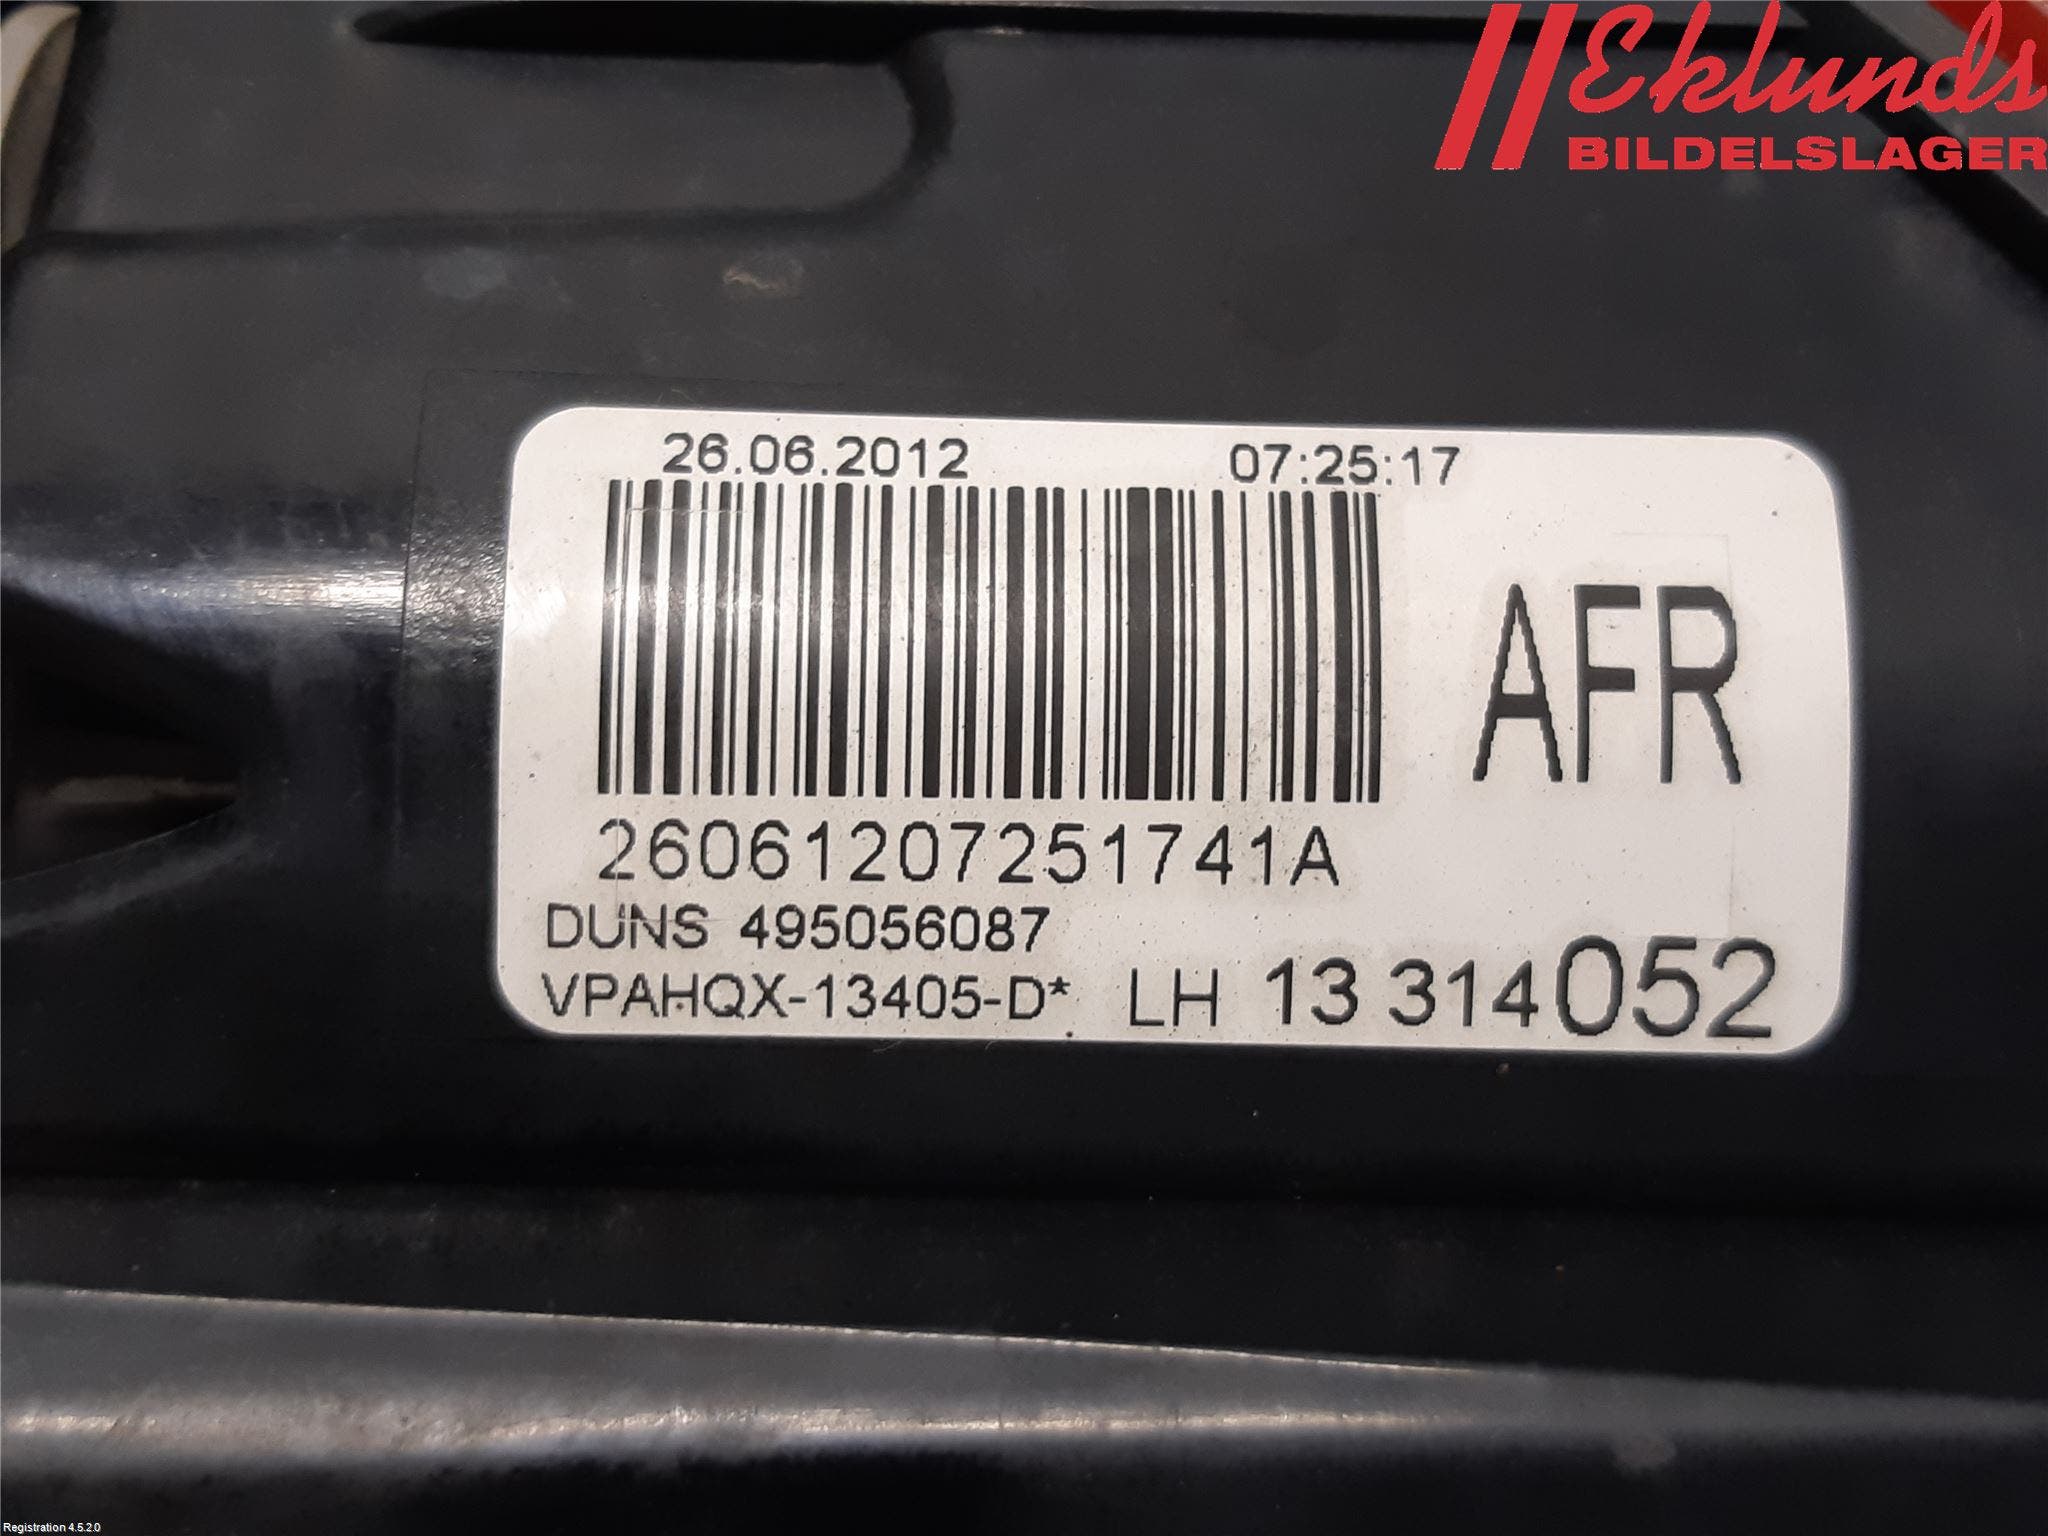 Eklunds
BILDELSLAGER
26.06.2012 07:25:17
AFR
26061207251741A
DUNS 495056087
VPAHQX-13405-D* LH 13 314052
Registration 4.5.2.0